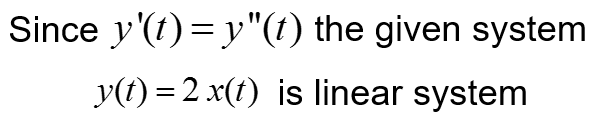 Since y'(t) = y"(t) the given system
y(t) = 2 x(t) is linear system